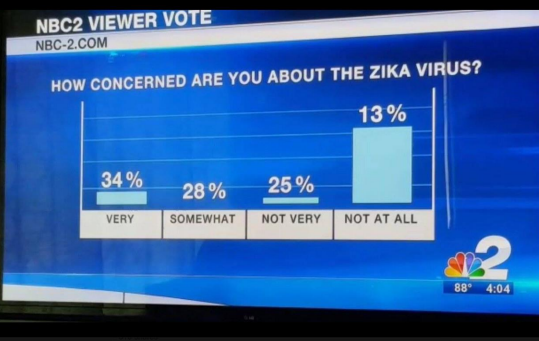 NBC2 VIEWER VOTE
NBC-2.COM
HOW CONCERNED ARE YOU ABOUT THE ZIKA VIRUS?
34% 28% 25% 13%
VERY SOMEWHAT NOT VERY NOT AT ALL
2
88° 4:04